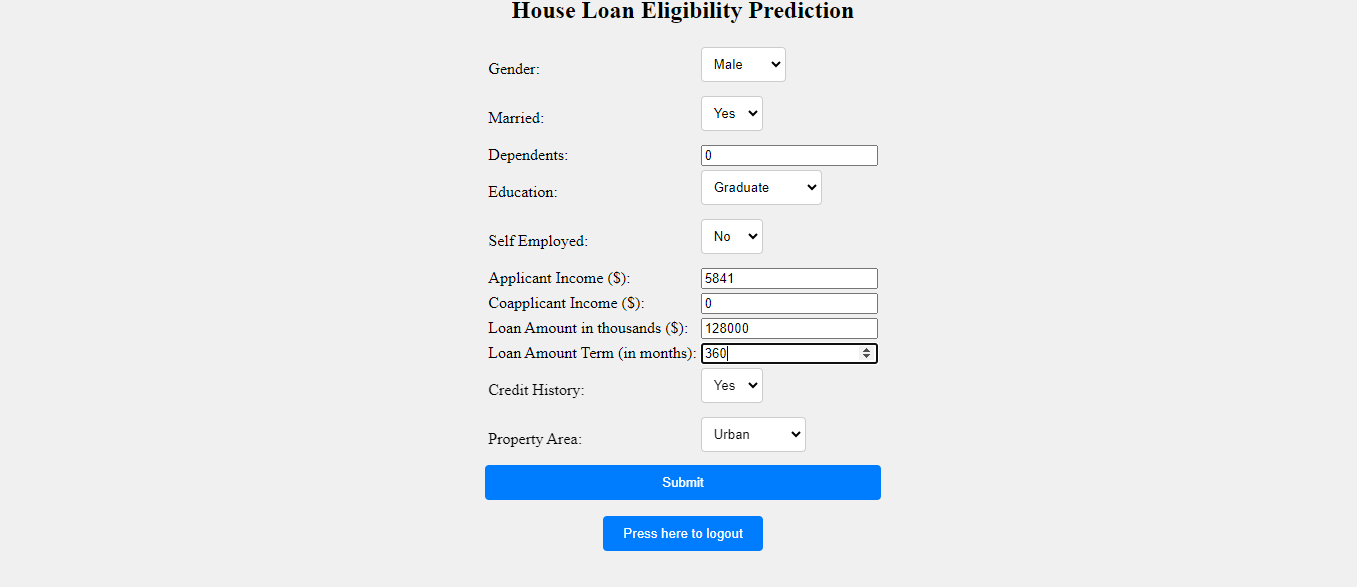 House Loan Eligibility Prediction
Gender: Male
Married: Yes
Dependents: 0
Education: Graduate
Self Employed: No
Applicant Income ($): 5841
Coapplicant Income ($): 0
Loan Amount in thousands ($): 128000
Loan Amount Term (in months): 360
Credit History: Yes
Property Area: Urban
Submit
Press here to logout